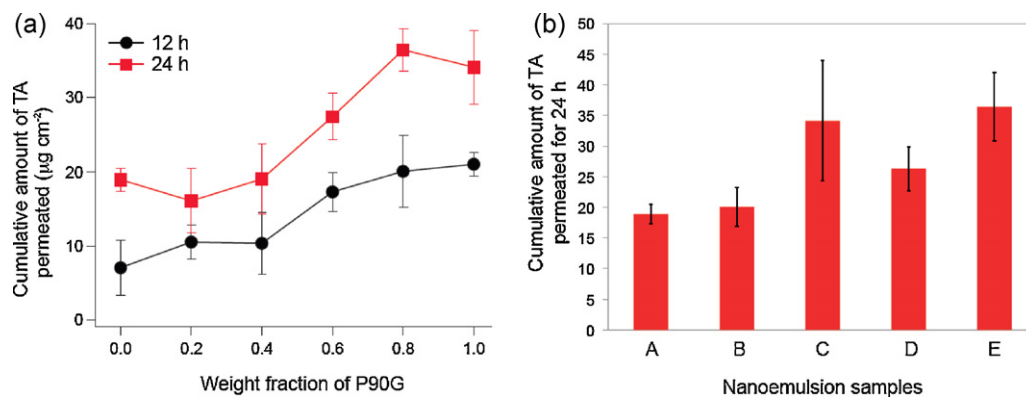 (a)
12 h
24 h
Cumulative amount of TA
permeated (μg cm⁻²)
40
30
20
10
0
0.0 0.2 0.4 0.6 0.8 1.0
Weight fraction of P90G
(b)
Cumulative amount of TA
permeated for 24 h
50
45
40
35
30
25
20
15
10
5
0
A B C D E
Nanoemulsion samples